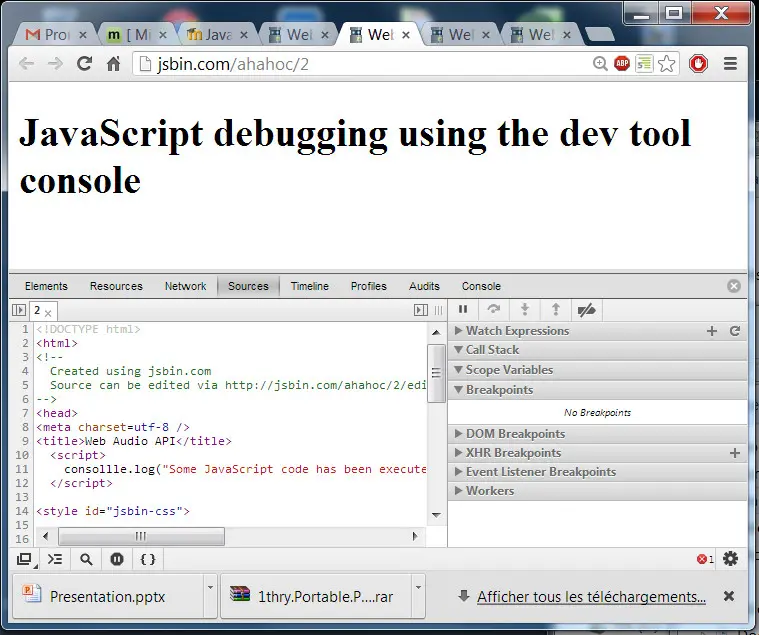 Pro
[ Mi
Java
Wel
Wel
Wel
Wel
jsbin.com/ahahoc/2
ABP
JavaScript debugging using the dev tool
console
Elements Resources Network Sources Timeline Profiles Audits Console
2
1 <!DOCTYPE html>
2 <html>
3 <!--
4 Created using jsbin.com
5 Source can be edited via http://jsbin.com/ahahoc/2/edi
6 -->
7 <head>
8 <meta charset=utf-8 />
9 <title>Web Audio API</title>
10 <script>
11 consollle.log("Some JavaScript code has been execute
12 </script>
13
14 <style id="jsbin-css">
15
16
Watch Expressions
Call Stack
Scope Variables
Breakpoints
No Breakpoints
DOM Breakpoints
XHR Breakpoints
Event Listener Breakpoints
Workers
{ }
1
Presentation.pptx
1thry.Portable.P....rar
Afficher tous les téléchargements...